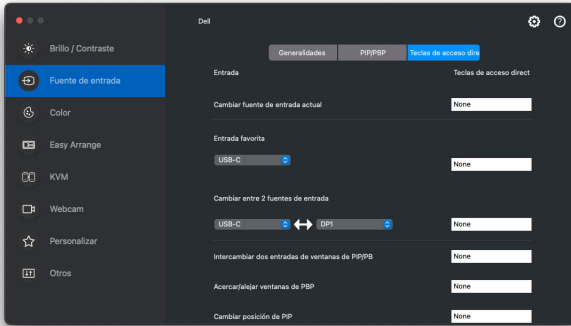 Dell
Brillo / Contraste
Fuente de entrada
Color
Easy Arrange
KVM
Webcam
Personalizar
Otros
Generalidades PIP/PBP Teclas de acceso dire
Entrada Teclas de acceso direct
Cambiar fuente de entrada actual None
Entrada favorita
USB-C None
Cambiar entre 2 fuentes de entrada
USB-C DP1 None
Intercambiar dos entradas de ventanas de PIP/PB None
Acercar/alejar ventanas de PBP None
Cambiar posición de PIP None